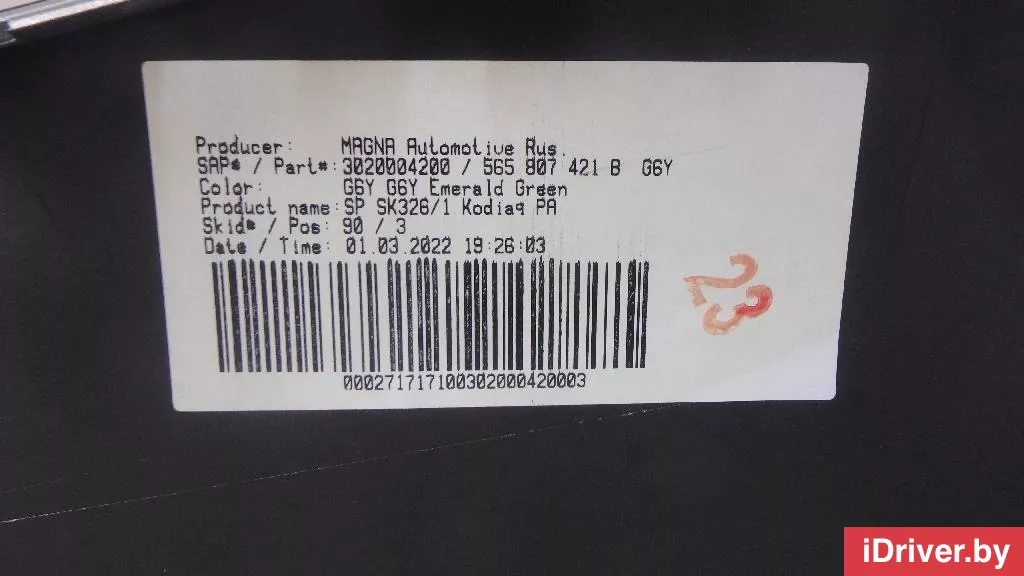 Producer: MAGNA Automotive Rus.
SAP# / Part#: 3020004200 / 565 807 421 B G6Y
Color: G6Y G6Y Emerald Green
Product name: SP SK326/1 Kodiaq PA
Skid# / Pos: 90 / 3
Date / Time: 01.03.2022 19:26:03
000271717100302000420003
23
iDriver.by